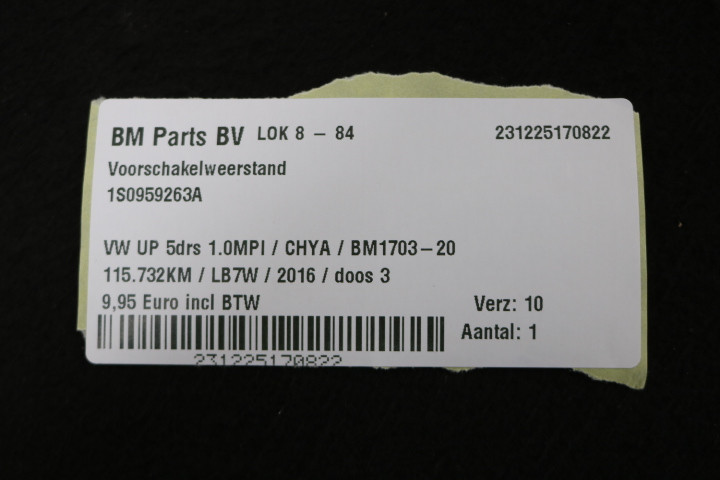 BM Parts BV LOK 8 - 84 231225170822
Voorschakelweerstand
1S0959263A
VW UP 5drs 1.0MPI / CHYA / BM1703-20
115.732KM / LB7W / 2016 / doos 3
9,95 Euro incl BTW Verz: 10
Aantal: 1
231225170822